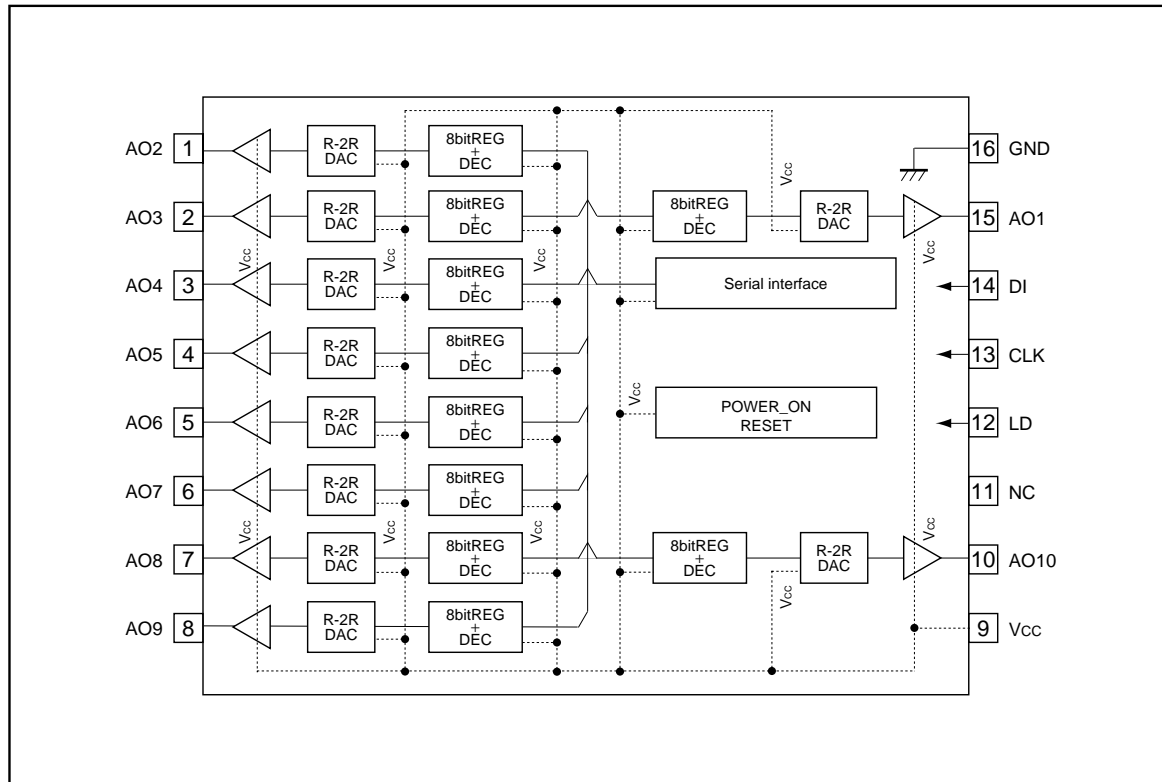 AO2 1 R-2R DAC 8bitREG + DEC 16 GND
Vcc
AO3 2 R-2R DAC 8bitREG + DEC 8bitREG + DEC R-2R DAC 15 AO1
Vcc Vcc Vcc Vcc
AO4 3 R-2R DAC 8bitREG + DEC Serial interface 14 DI
AO5 4 R-2R DAC 8bitREG + DEC 13 CLK
Vcc
AO6 5 R-2R DAC 8bitREG + DEC POWER_ON RESET 12 LD
AO7 6 R-2R DAC 8bitREG + DEC 11 NC
Vcc Vcc Vcc Vcc
AO8 7 R-2R DAC 8bitREG + DEC 8bitREG + DEC R-2R DAC 10 AO10
Vcc
AO9 8 R-2R DAC 8bitREG + DEC 9 VCC